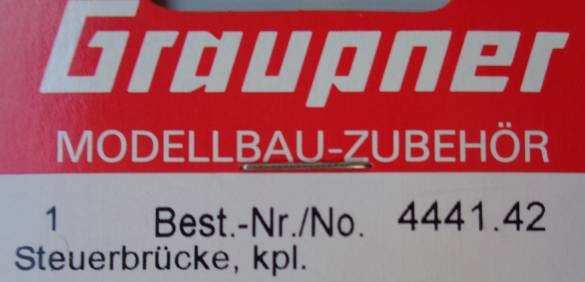 Graupner
MODELLBAU-ZUBEHÖR
1 Best.-Nr./No. 4441.42
Steuerbrücke, kpl.